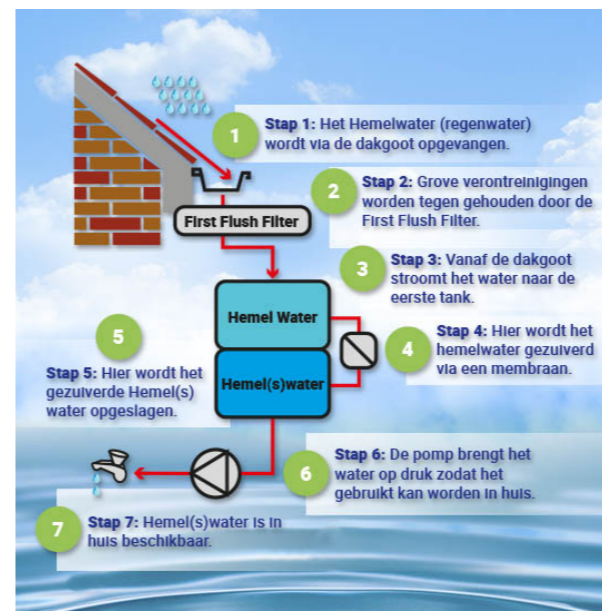 1
Stap 1: Het Hemelwater (regenwater)
wordt via de dakgoot opgevangen.
2
Stap 2: Grove verontreinigingen
worden tegen gehouden door de
First Flush Filter.
First Flush Filter
3
Stap 3: Vanaf de dakgoot
stroomt het water naar de
eerste tank.
Hemel Water
4
Stap 4: Hier wordt het
hemelwater gezuiverd
via een membraan.
5
Stap 5: Hier wordt het
gezuiverde Hemel(s)
water opgeslagen.
Hemel(s)water
6
Stap 6: De pomp brengt het
water op druk zodat het
gebruikt kan worden in huis.
7
Stap 7: Hemel(s)water is in
huis beschikbaar.